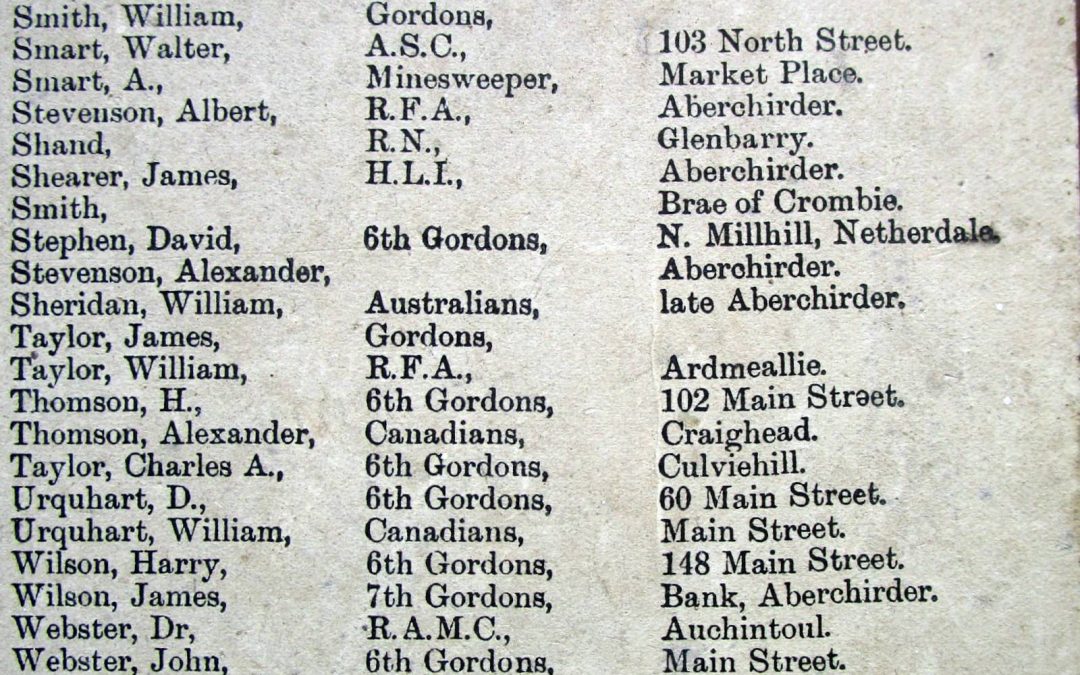 Smith, William, Gordons,
Smart, Walter, A.S.C., 103 North Street.
Smart, A., Minesweeper, Market Place.
Stevenson, Albert, R.F.A., Aberchirder.
Shand, R.N., Glenbarry.
Shearer, James, H.L.I., Aberchirder.
Smith, Brae of Crombie.
Stephen, David, 6th Gordons, N. Millhill, Netherdale.
Stevenson, Alexander, Aberchirder.
Sheridan, William, Australians, late Aberchirder.
Taylor, James, Gordons,
Taylor, William, R.F.A., Ardmeallie.
Thomson, H., 6th Gordons, 102 Main Street.
Thomson, Alexander, Canadians, Craighead.
Taylor, Charles A., 6th Gordons, Culviehill.
Urquhart, D., 6th Gordons, 60 Main Street.
Urquhart, William, Canadians, Main Street.
Wilson, Harry, 6th Gordons, 148 Main Street.
Wilson, James, 7th Gordons, Bank, Aberchirder.
Webster, Dr, R.A.M.C., Auchintoul.
Webster, John, 6th Gordons, Main Street.